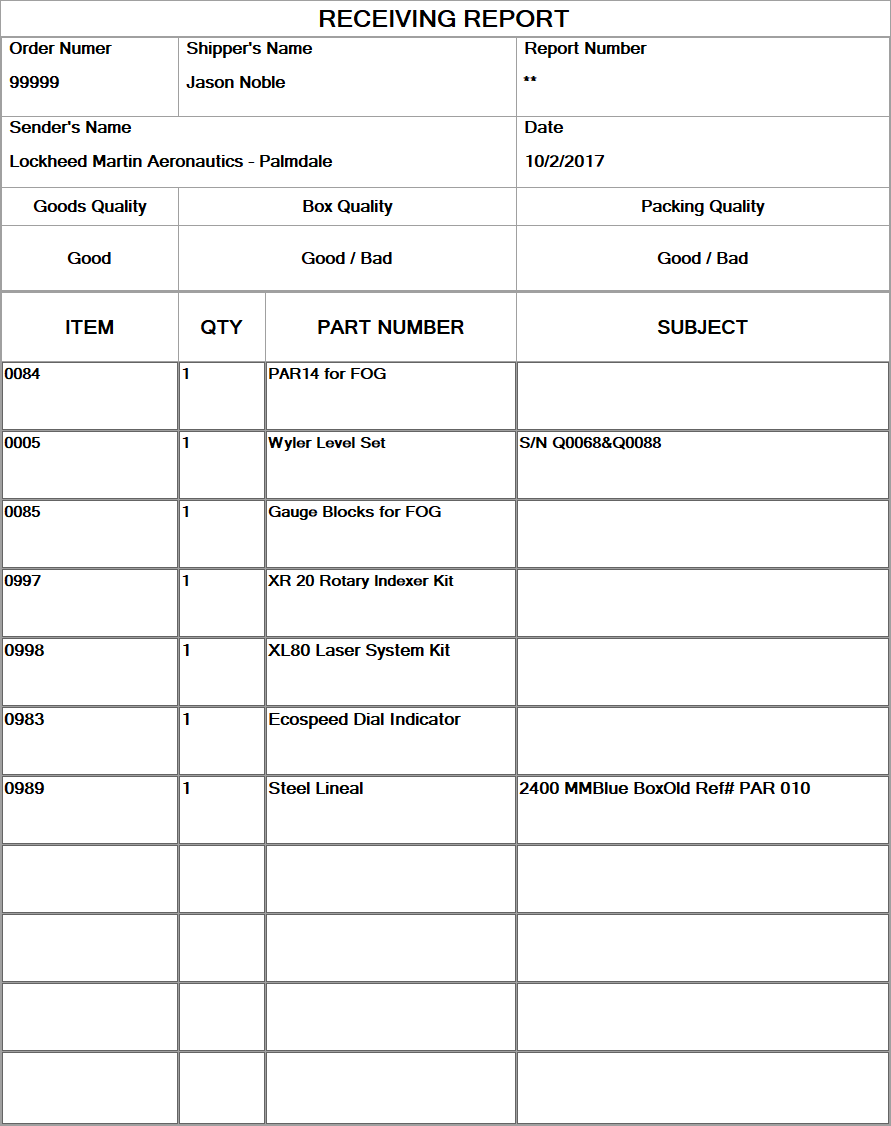 RECEIVING REPORT
Order Numer Shipper's Name Report Number
99999 Jason Noble **
Sender's Name Date
Lockheed Martin Aeronautics - Palmdale 10/2/2017
Goods Quality Box Quality Packing Quality
Good Good / Bad Good / Bad
ITEM QTY PART NUMBER SUBJECT
0084 1 PAR14 for FOG
0005 1 Wyler Level Set S/N Q0068&Q0088
0085 1 Gauge Blocks for FOG
0997 1 XR 20 Rotary Indexer Kit
0998 1 XL80 Laser System Kit
0983 1 Ecospeed Dial Indicator
0989 1 Steel Lineal 2400 MMBlue BoxOld Ref# PAR 010